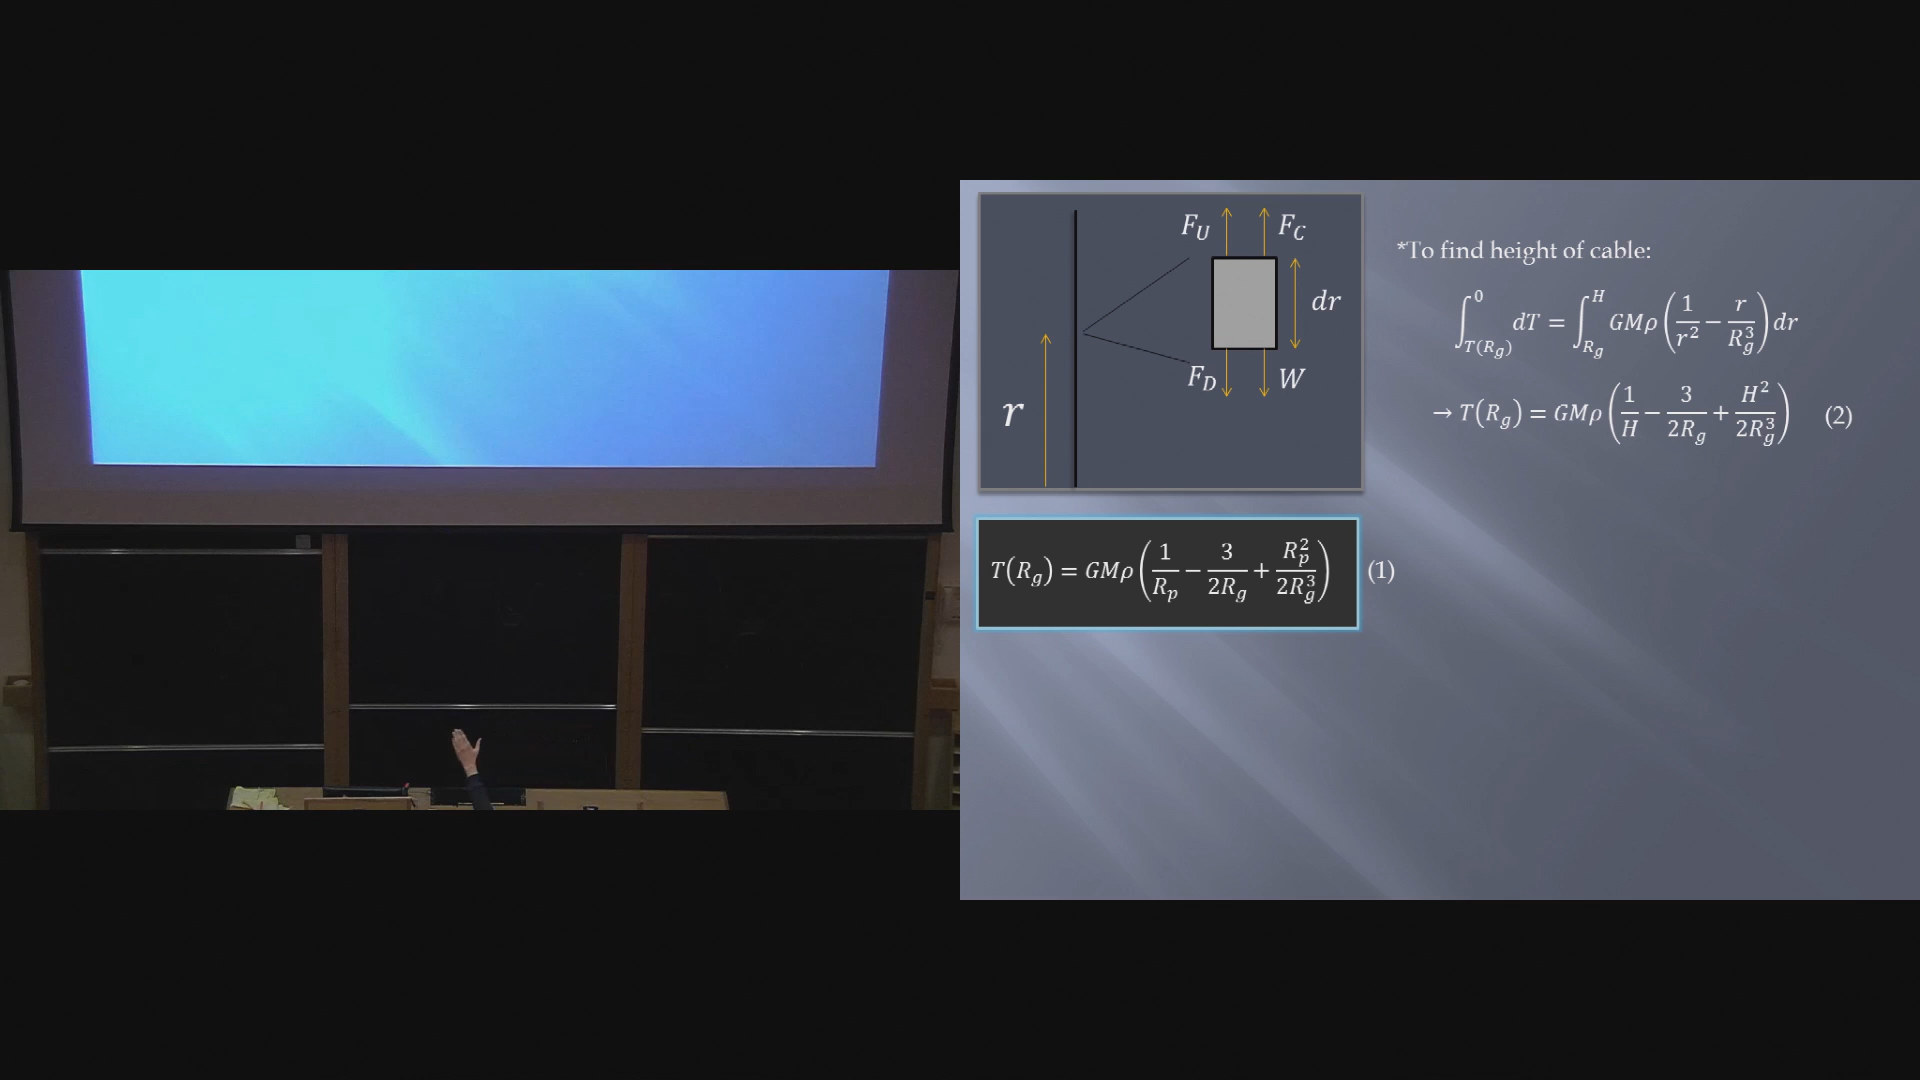 F_U F_C
dr
F_D W
r
T(R_g) = GMρ(1/R_p − 3/2R_g + R_p²/2R_g³) (1)
*To find height of cable:
∫_{T(R_g)}^0 dT = ∫_{R_g}^H GMρ(1/r² − r/R_g³)dr
→ T(R_g) = GMρ(1/H − 3/2R_g + H²/2R_g³) (2)